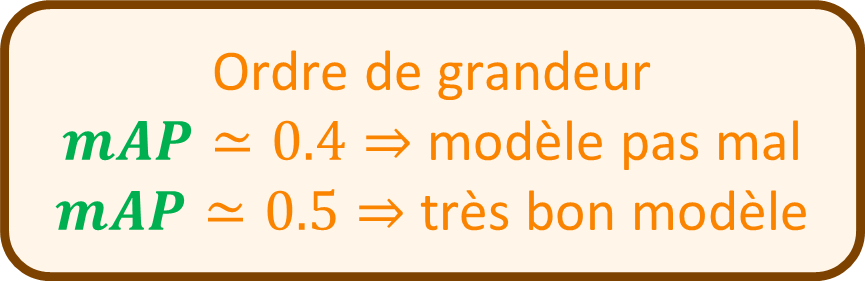 Ordre de grandeur
mAP ≃ 0.4 ⇒ modèle pas mal
mAP ≃ 0.5 ⇒ très bon modèle